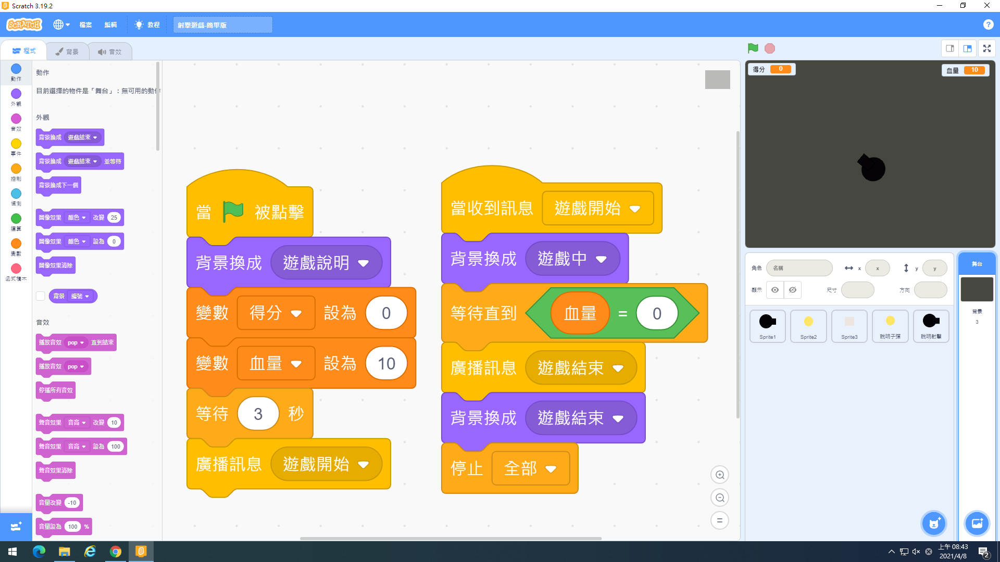 Scratch 3.19.2
SCRATCH
檔案
編輯
教程
射擊遊戲-簡單版
?
程式
背景
音效
動作
外觀
音效
事件
控制
偵測
運算
變數
函式積木
動作
目前選擇的物件是「舞台」：無可用的動作
外觀
背景換成 遊戲結束
背景換成 遊戲結束 並等待
背景換成下一個
圖像效果 顏色 改變 25
圖像效果 顏色 設為 0
圖像效果清除
背景 編號
音效
播放音效 pop 直到結束
播放音效 pop
停播所有音效
聲音效果 音高 改變 10
聲音效果 音高 設為 100
聲音效果清除
音量改變 -10
音量設為 100 %
當 被點擊
背景換成 遊戲說明
變數 得分 設為 0
變數 血量 設為 10
等待 3 秒
廣播訊息 遊戲開始
當收到訊息 遊戲開始
背景換成 遊戲中
等待直到 血量 = 0
廣播訊息 遊戲結束
背景換成 遊戲結束
停止 全部
得分 0
血量 10
角色 名稱 x x y y
顯示 尺寸 方向
Sprite1
Sprite2
Sprite3
說明子彈
說明射擊
舞台
背景
3
上午 08:43
2021/4/8
2